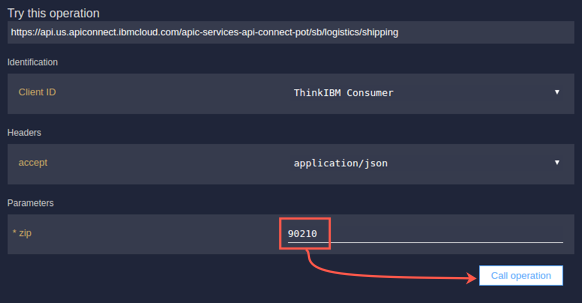 Try this operation
https://api.us.apiconnect.ibmcloud.com/apic-services-api-connect-pot/sb/logistics/shipping
Identification
Client ID ThinkIBM Consumer
Headers
accept application/json
Parameters
* zip 90210
Call operation